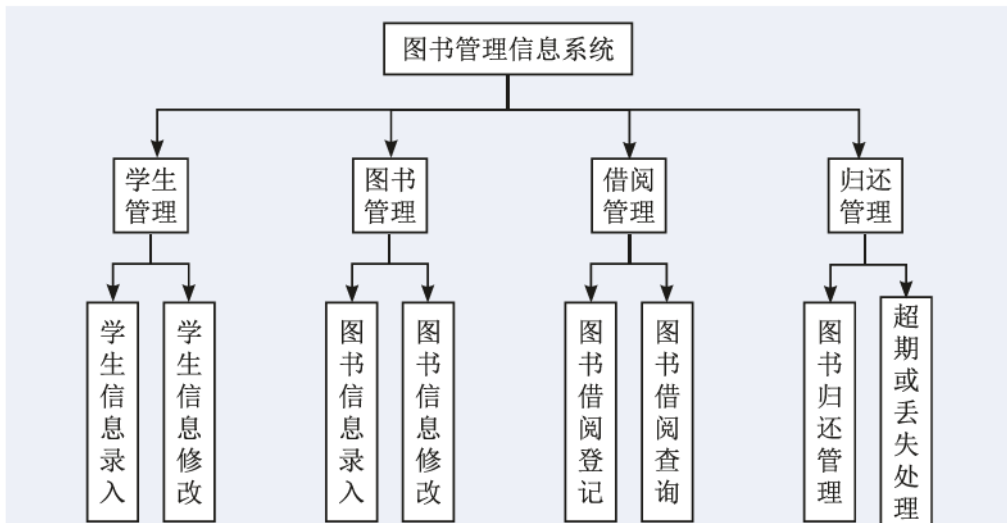 图书管理信息系统
学生
管理
图书
管理
借阅
管理
归还
管理
学生信息录入
学生信息修改
图书信息录入
图书信息修改
图书借阅登记
图书借阅查询
图书归还管理
超期或丢失处理